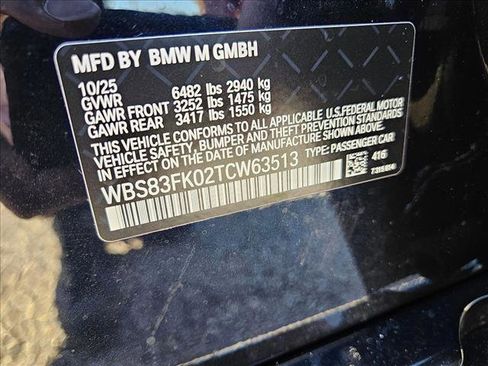 MFD BY BMW M GMBH
10/25
GVWR 6482 lbs 2940 kg
GAWR FRONT 3252 lbs 1475 kg
GAWR REAR 3417 lbs 1550 kg
THIS VEHICLE CONFORMS TO ALL APPLICABLE U.S.FEDERAL MOTOR
VEHICLE SAFETY, BUMPER AND THEFT PREVENTION STANDARDS IN
EFFECT ON THE DATE OF MANUFACTURE SHOWN ABOVE.
WBS83FK02TCW63513 TYPE: PASSENGER CAR
416